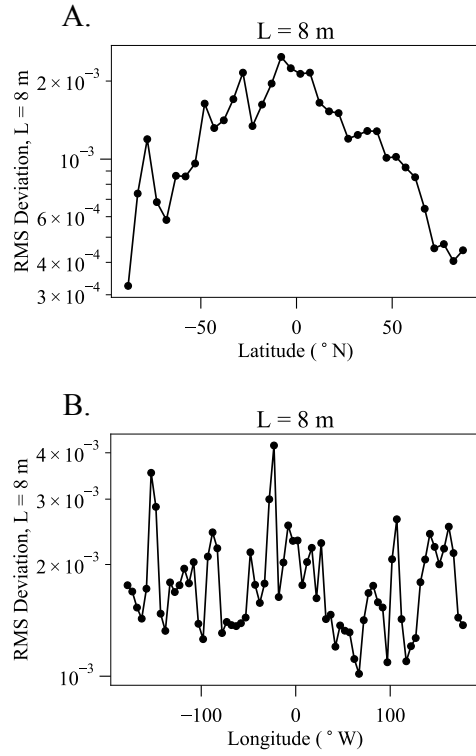 A.
L = 8 m
RMS Deviation, L = 8 m
2 × 10⁻³
10⁻³
6 × 10⁻⁴
4 × 10⁻⁴
3 × 10⁻⁴
−50 0 50
Latitude (° N)
B.
L = 8 m
RMS Deviation, L = 8 m
4 × 10⁻³
3 × 10⁻³
2 × 10⁻³
10⁻³
−100 0 100
Longitude (° W)